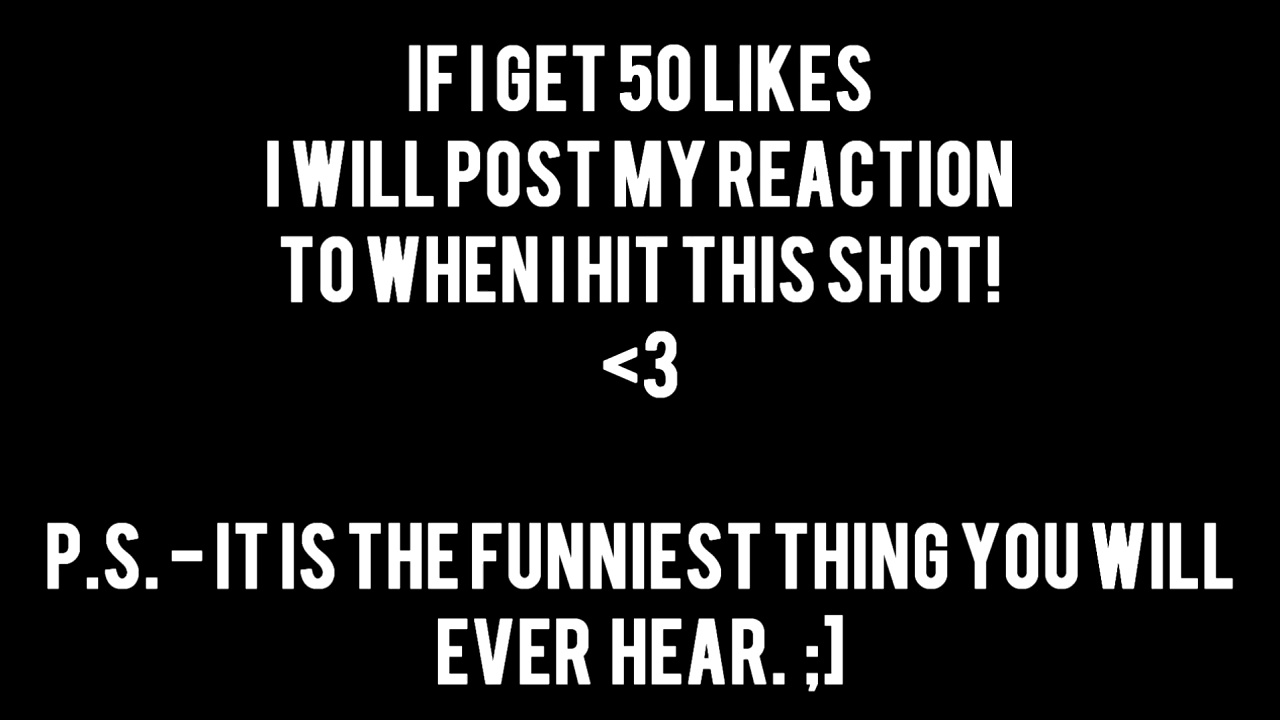 IF I GET 50 LIKES
I WILL POST MY REACTION
TO WHEN I HIT THIS SHOT!
<3
P.S. - IT IS THE FUNNIEST THING YOU WILL
EVER HEAR. ;]